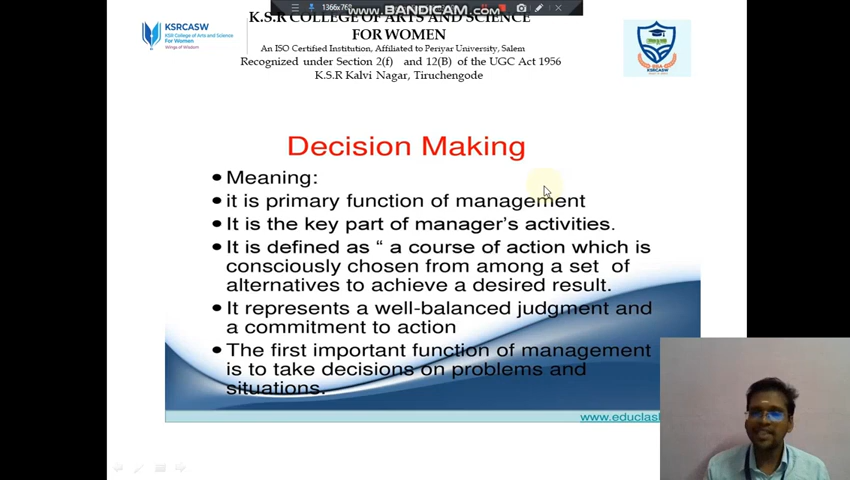 1366x768
WWW.BANDICAM.COM
K.S.R COLLEGE OF ARTS AND SCIENCE
FOR WOMEN
An ISO Certified Institution, Affiliated to Periyar University, Salem
Recognized under Section 2(f) and 12(B) of the UGC Act 1956
K.S.R Kalvi Nagar, Tiruchengode
KSRCASW
KSR College of Arts and Science
For Women
Wings of Wisdom
BBA
KSRCASW
Decision Making
• Meaning:
• it is primary function of management
• It is the key part of manager's activities.
• It is defined as “ a course of action which is
consciously chosen from among a set of
alternatives to achieve a desired result.
• It represents a well-balanced judgment and
a commitment to action
• The first important function of management
is to take decisions on problems and
situations.
www.educlas